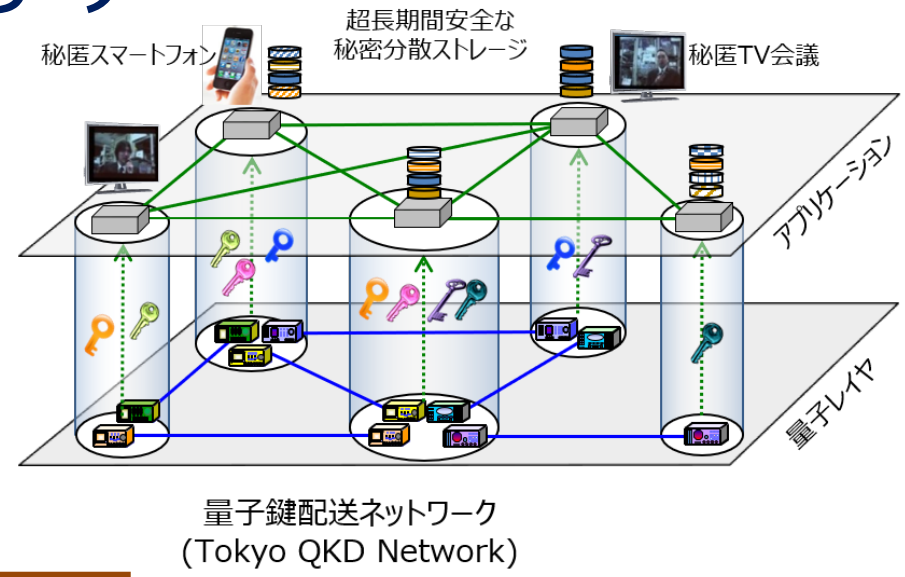 秘匿スマートフォン
超長期間安全な
秘密分散ストレージ
秘匿TV会議
アプリケーション
量子レイヤ
量子鍵配送ネットワーク
(Tokyo QKD Network)